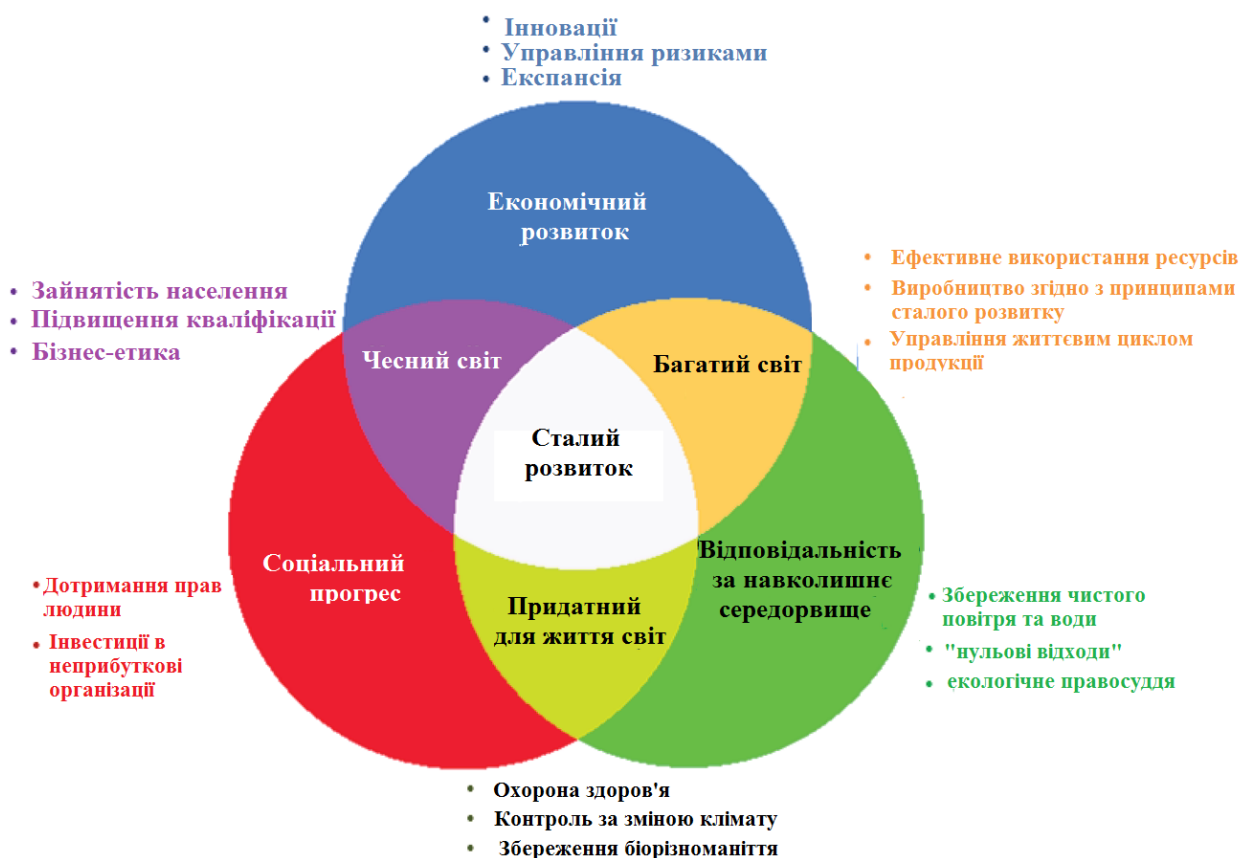 Інновації
Управління ризиками
Експансія
Економічний
розвиток
Ефективне використання ресурсів
Виробництво згідно з принципами
сталого розвитку
Управління життєвим циклом
продукції
Зайнятість населення
Підвищення кваліфікації
Бізнес-етика
Чесний світ
Багатий світ
Сталий
розвиток
Соціальний
прогрес
Відповідальність
за навколишнє
середорвище
Придатний
для життя світ
Дотримання прав
людини
Інвестиції в
неприбуткові
організації
Збереження чистого
повітря та води
"нульові відходи"
екологічне правосуддя
Охорона здоров'я
Контроль за зміною клімату
Збереження біорізноманіття